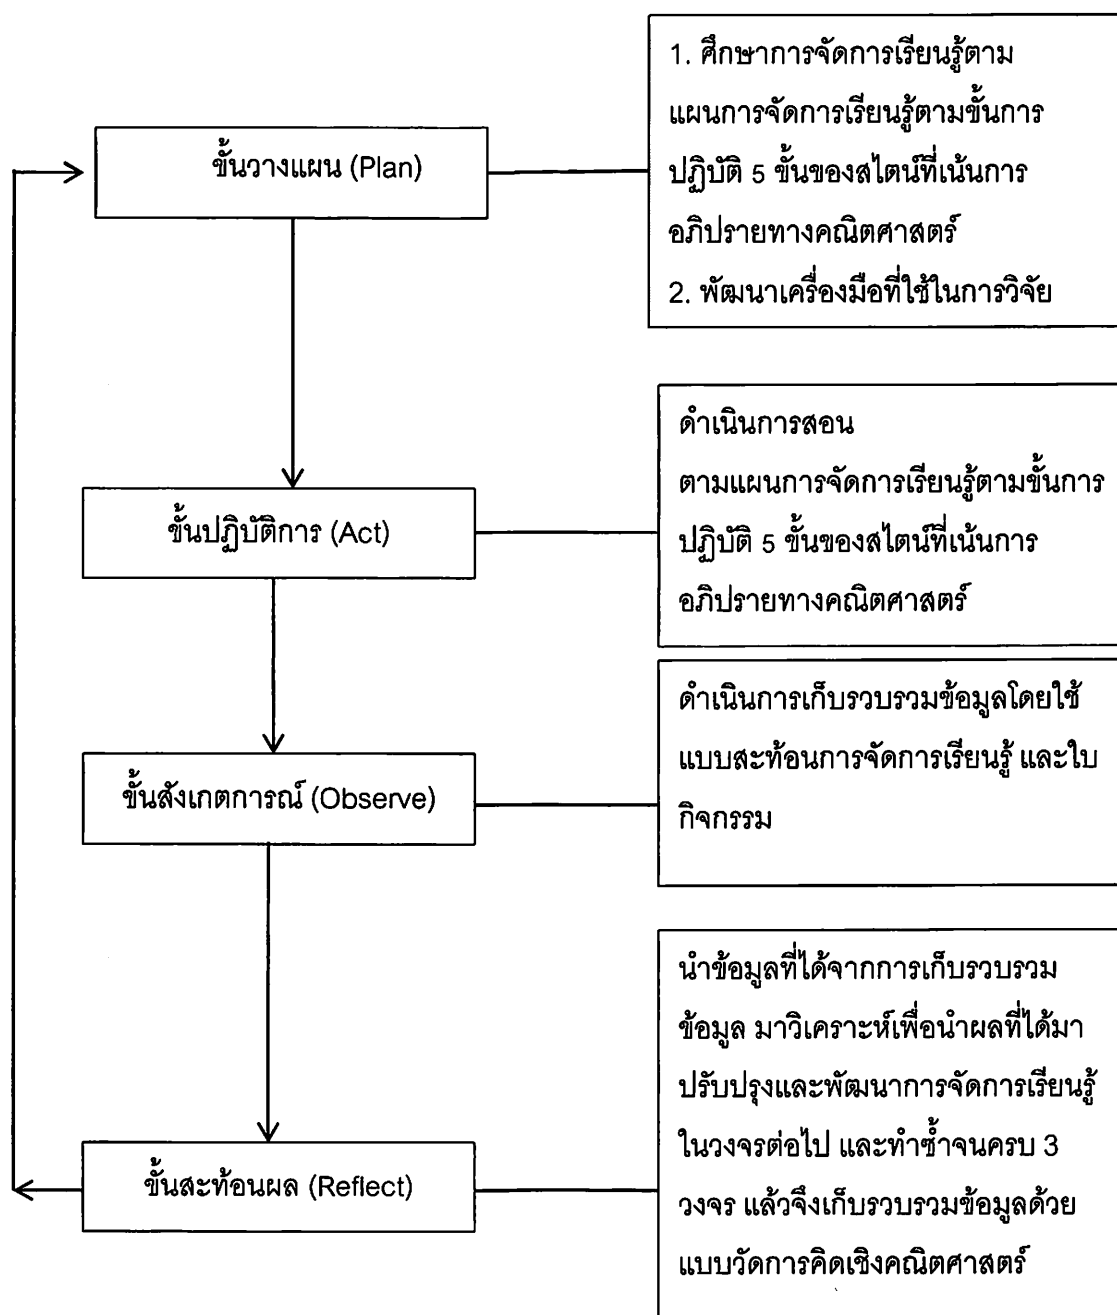 ขั้นวางแผน (Plan)
1. ศึกษาการจัดการเรียนรู้ตาม
แผนการจัดการเรียนรู้ตามขั้นการ
ปฏิบัติ 5 ขั้นของสไตน์ที่เน้นการ
อภิปรายทางคณิตศาสตร์
2. พัฒนาเครื่องมือที่ใช้ในการวิจัย
ขั้นปฏิบัติการ (Act)
ดำเนินการสอน
ตามแผนการจัดการเรียนรู้ตามขั้นการ
ปฏิบัติ 5 ขั้นของสไตน์ที่เน้นการ
อภิปรายทางคณิตศาสตร์
ขั้นสังเกตการณ์ (Observe)
ดำเนินการเก็บรวบรวมข้อมูลโดยใช้
แบบสะท้อนการจัดการเรียนรู้ และใบ
กิจกรรม
ขั้นสะท้อนผล (Reflect)
นำข้อมูลที่ได้จากการเก็บรวบรวม
ข้อมูล มาวิเคราะห์เพื่อนำผลที่ได้มา
ปรับปรุงและพัฒนาการจัดการเรียนรู้
ในวงจรต่อไป และทำซ้ำจนครบ 3
วงจร แล้วจึงเก็บรวบรวมข้อมูลด้วย
แบบวัดการคิดเชิงคณิตศาสตร์